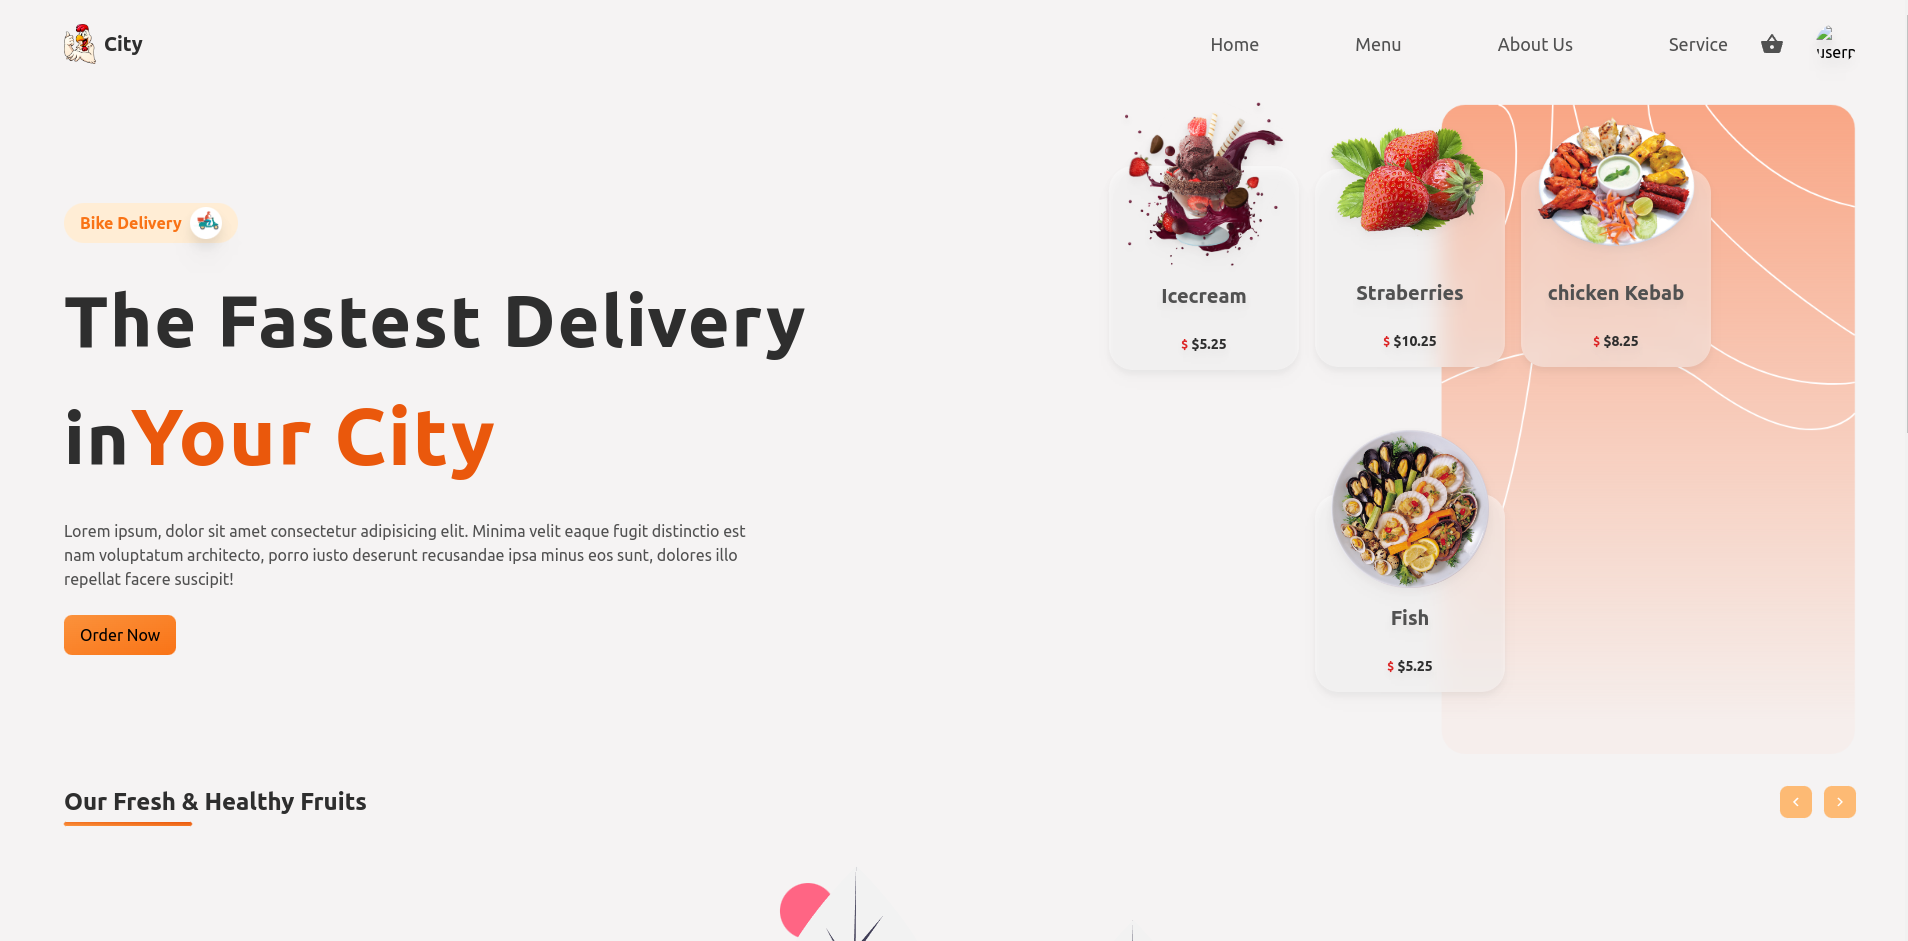 City
Home
Menu
About Us
Service
userp
Bike Delivery
The Fastest Delivery
inYour City
Lorem ipsum, dolor sit amet consectetur adipisicing elit. Minima velit eaque fugit distinctio est
nam voluptatum architecto, porro iusto deserunt recusandae ipsa minus eos sunt, dolores illo
repellat facere suscipit!
Order Now
Icecream
$ $5.25
Straberries
$ $10.25
chicken Kebab
$ $8.25
Fish
$ $5.25
Our Fresh & Healthy Fruits